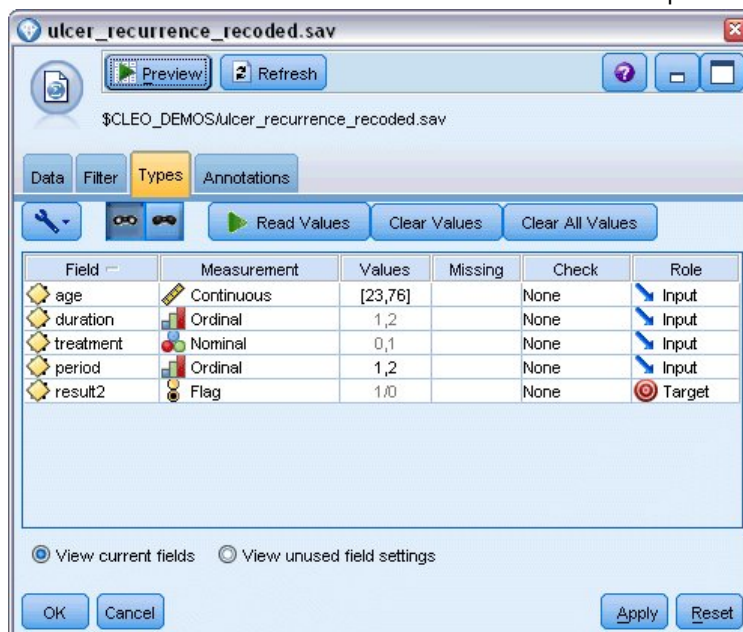 ulcer_recurrence_recoded.sav
Preview Refresh
$CLEO_DEMOS/ulcer_recurrence_recoded.sav
Data Filter Types Annotations
Read Values Clear Values Clear All Values
Field Measurement Values Missing Check Role
age Continuous [23,76] None Input
duration Ordinal 1,2 None Input
treatment Nominal 0,1 None Input
period Ordinal 1,2 None Input
result2 Flag 1/0 None Target
View current fields View unused field settings
OK Cancel Apply Reset